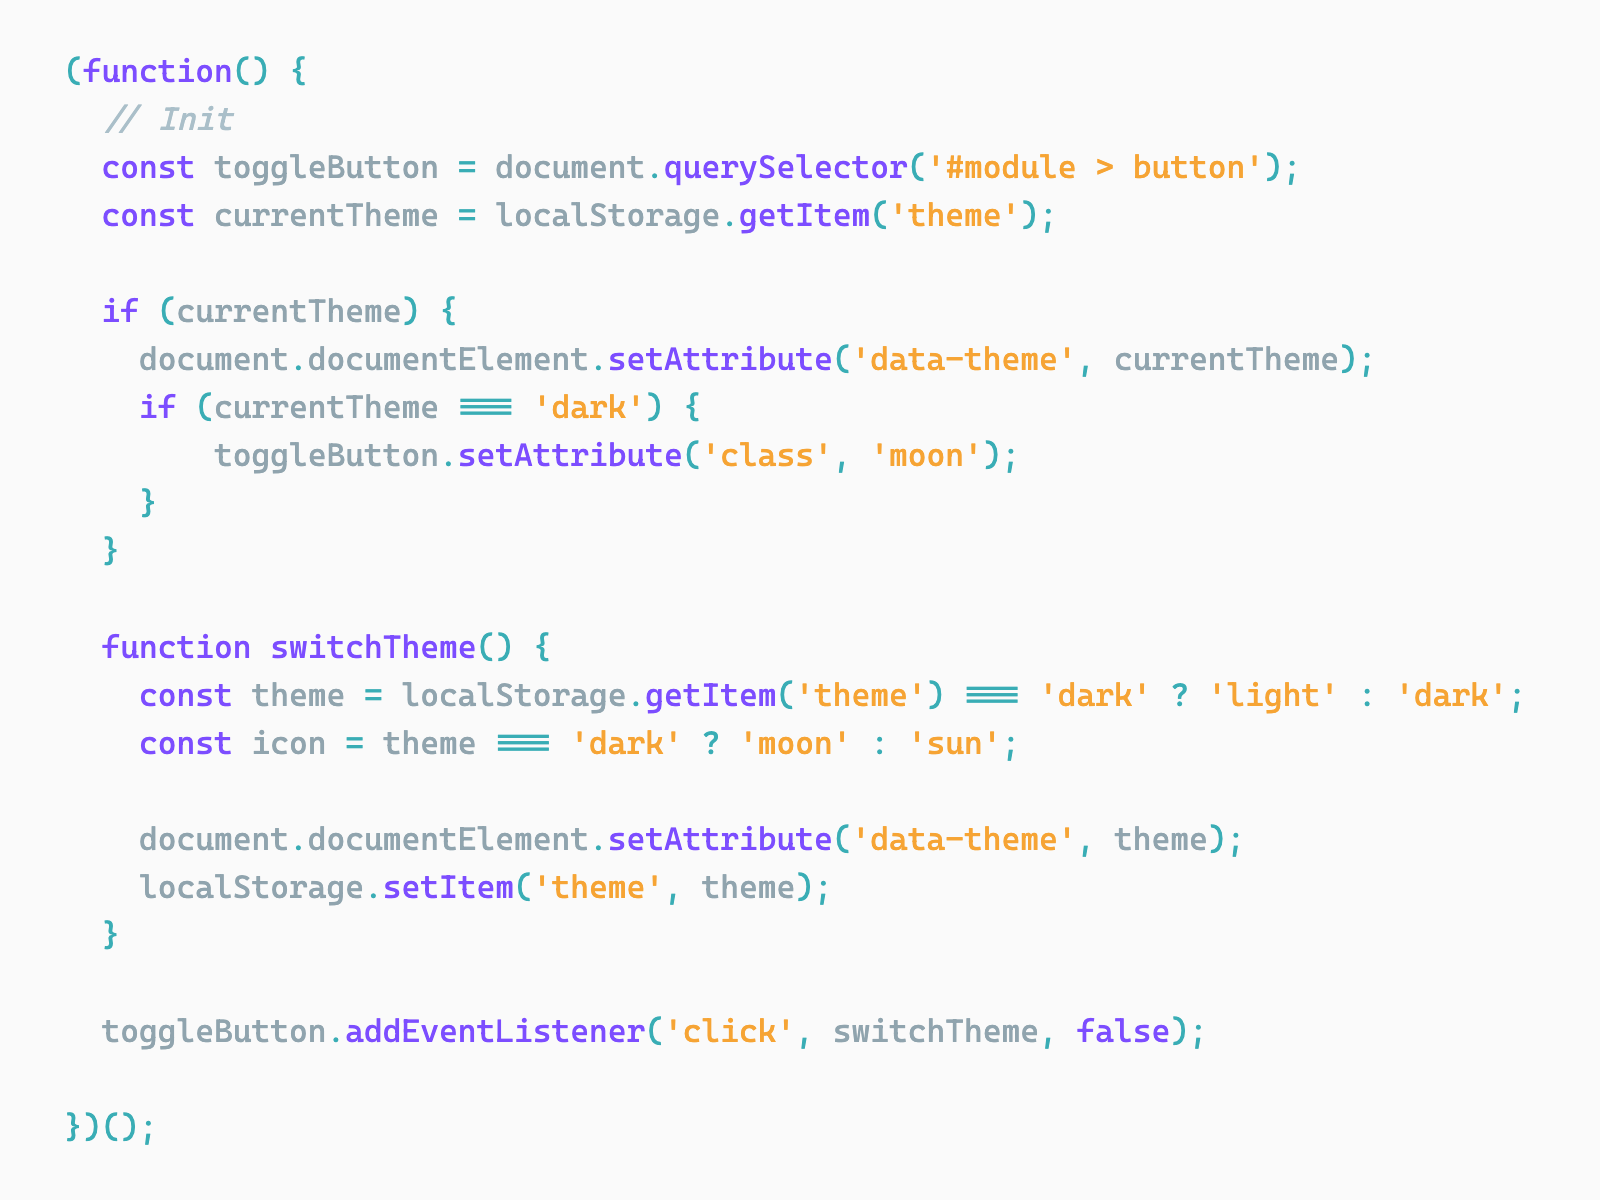 (function() {
  // Init
  const toggleButton = document.querySelector('#module > button');
  const currentTheme = localStorage.getItem('theme');

  if (currentTheme) {
    document.documentElement.setAttribute('data-theme', currentTheme);
    if (currentTheme === 'dark') {
        toggleButton.setAttribute('class', 'moon');
    }
  }

  function switchTheme() {
    const theme = localStorage.getItem('theme') === 'dark' ? 'light' : 'dark';
    const icon = theme === 'dark' ? 'moon' : 'sun';

    document.documentElement.setAttribute('data-theme', theme);
    localStorage.setItem('theme', theme);
  }

  toggleButton.addEventListener('click', switchTheme, false);

})();